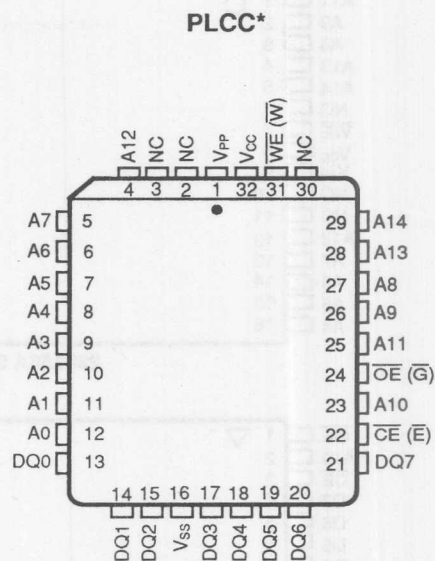 PLCC*
A12 NC NC VPP VCC W̅E̅ (W̅) NC
4 3 2 1 32 31 30
A7 5 29 A14
A6 6 28 A13
A5 7 27 A8
A4 8 26 A9
A3 9 25 A11
A2 10 24 O̅E̅ (G̅)
A1 11 23 A10
A0 12 22 C̅E̅ (E̅)
DQ0 13 21 DQ7
14 15 16 17 18 19 20
DQ1 DQ2 VSS DQ3 DQ4 DQ5 DQ6